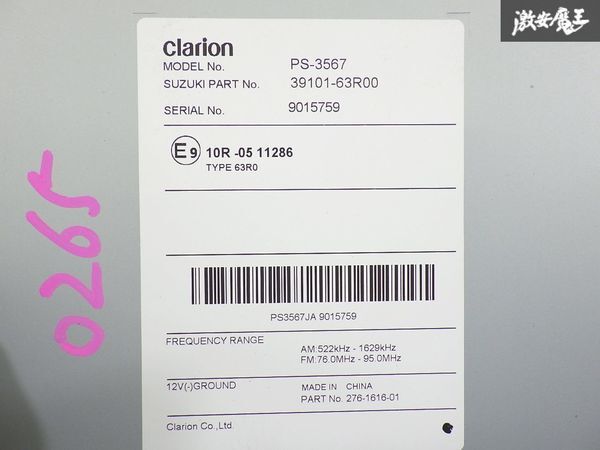 激安魔王
clarion
MODEL No. PS-3567
SUZUKI PART No. 39101-63R00
SERIAL No. 9015759
E9 10R -05 11286
TYPE 63R0
PS3567JA 9015759
FREQUENCY RANGE AM:522kHz - 1629kHz
FM:76.0MHz - 95.0MHz
12V(-)GROUND MADE IN CHINA
PART No. 276-1616-01
Clarion Co.,Ltd.
0265